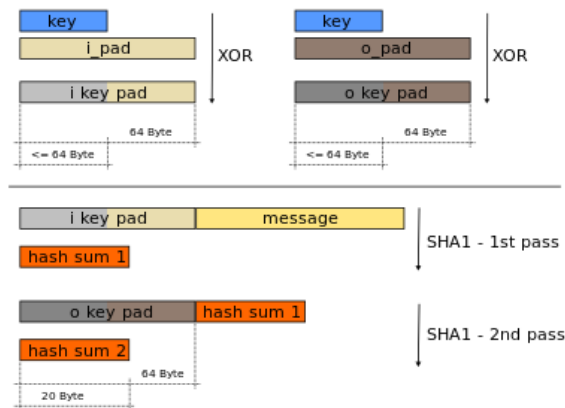 key
key
i_pad
o_pad
XOR
XOR
i key pad
o key pad
64 Byte
64 Byte
<= 64 Byte
<= 64 Byte
i key pad
message
SHA1 - 1st pass
hash sum 1
o key pad
hash sum 1
SHA1 - 2nd pass
hash sum 2
64 Byte
20 Byte